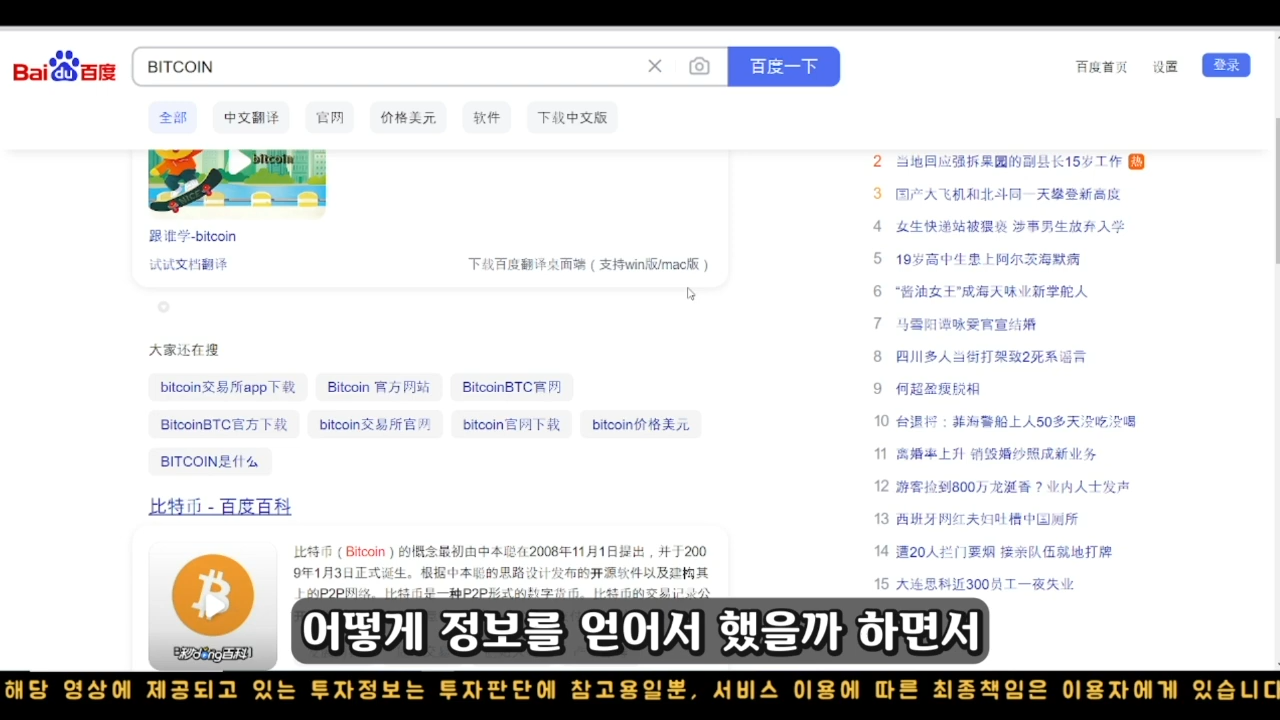 Bai du 百度
BITCOIN
百度一下
百度首页 设置 登录
全部 中文翻译 官网 价格美元 软件 下载中文版
bitcoin
NICE
跟谁学-bitcoin
试试文档翻译
下载百度翻译桌面端（支持win版/mac版）
大家还在搜
bitcoin交易所app下载 Bitcoin 官方网站 BitcoinBTC官网
BitcoinBTC官方下载 bitcoin交易所官网 bitcoin官网下载 bitcoin价格美元
BITCOIN是什么
比特币 - 百度百科
比特币（Bitcoin）的概念最初由中本聪在2008年11月1日提出，并于200
9年1月3日正式诞生。根据中本聪的思路设计发布的开源软件以及建构其
上的P2P网络。比特币是一种P2P形式的数字货币。比特币的交易记录公
秒dǒng百科
2 当地回应强拆果园的副县长15岁工作 热
3 国产大飞机和北斗同一天攀登新高度
4 女生快递站被猥亵 涉事男生放弃入学
5 19岁高中生患上阿尔茨海默病
6 “酱油女王”成海天味业新掌舵人
7 马雪阳谭咏雯官宣结婚
8 四川多人当街打架致2死系谣言
9 何超盈瘦脱相
10 台退将：菲海警船上人50多天没吃没喝
11 离婚率上升 销毁婚纱照成新业务
12 游客捡到800万龙涎香？业内人士发声
13 西班牙网红夫妇吐槽中国厕所
14 遭20人拦门要烟 接亲队伍就地打牌
15 大连思科近300员工一夜失业
어떻게 정보를 얻어서 했을까 하면서
해당 영상에 제공되고 있는 투자정보는 투자판단에 참고용일뿐, 서비스 이용에 따른 최종책임은 이용자에게 있습니다